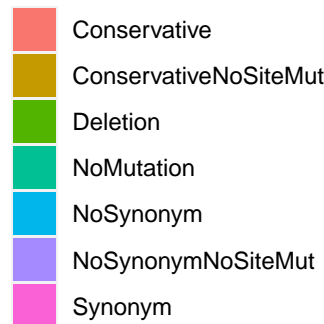 Conservative
ConservativeNoSiteMut
Deletion
NoMutation
NoSynonym
NoSynonymNoSiteMut
Synonym